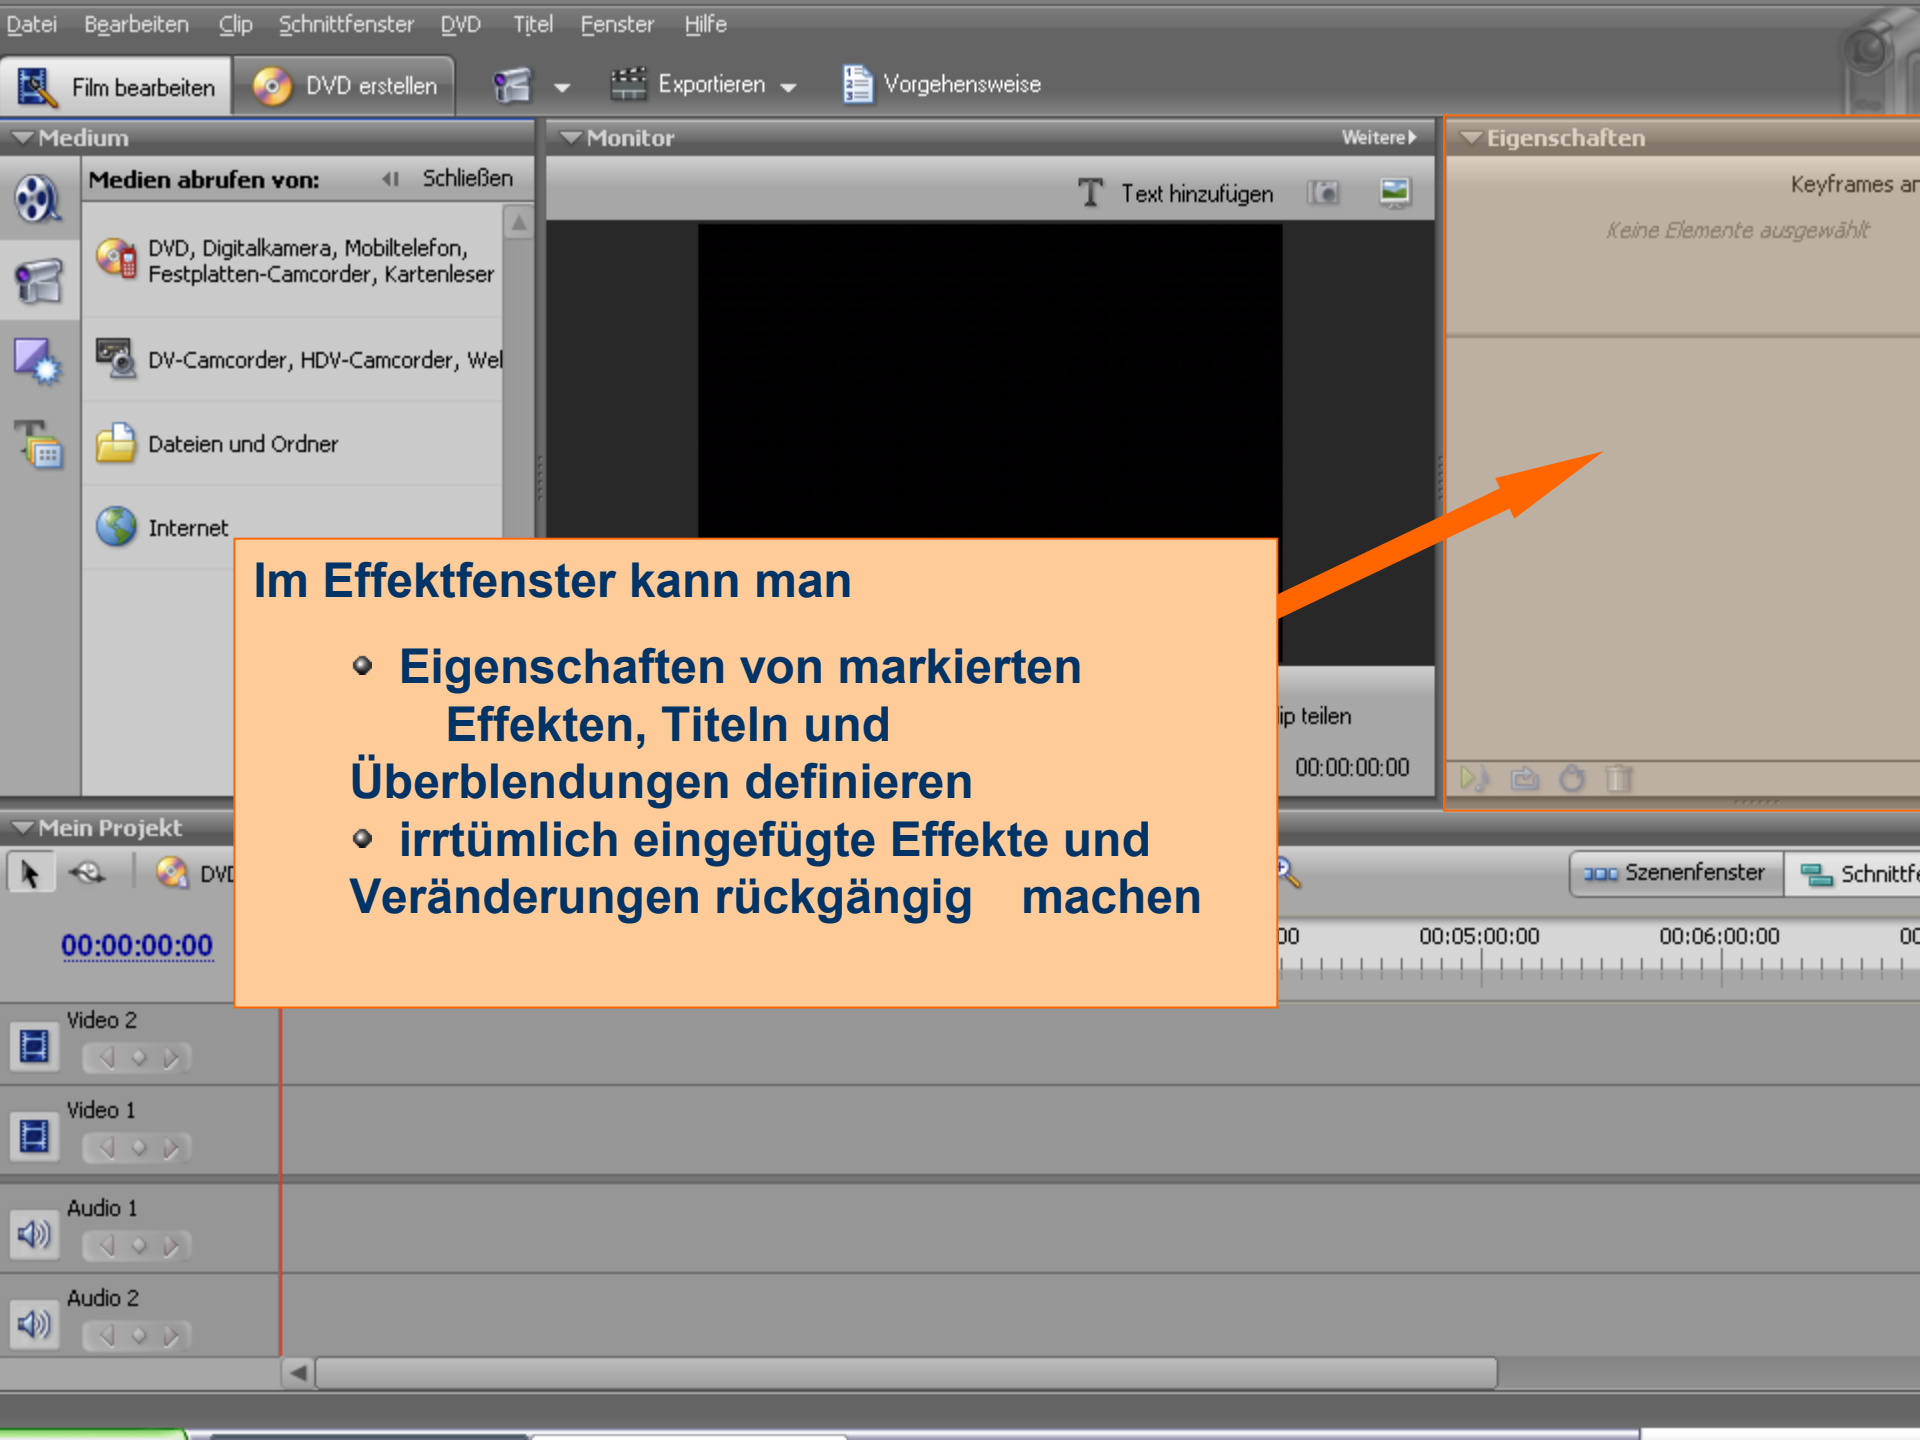 Datei Bearbeiten Clip Schnittfenster DVD Titel Fenster Hilfe
Film bearbeiten DVD erstellen Exportieren Vorgehensweise
Medium
Medien abrufen von: Schließen
DVD, Digitalkamera, Mobiltelefon,
Festplatten-Camcorder, Kartenleser
DV-Camcorder, HDV-Camcorder, Wel
Dateien und Ordner
Internet
Monitor Weitere
Text hinzufügen
Eigenschaften
Keyframes an
Keine Elemente ausgewählt
Im Effektfenster kann man
• Eigenschaften von markierten
Effekten, Titeln und
Überblendungen definieren
• irrtümlich eingefügte Effekte und
Veränderungen rückgängig machen
lip teilen
00:00:00:00
Mein Projekt
DVD
Szenenfenster Schnittfe
00:00:00:00
00 00:05:00:00 00:06:00:00 00
Video 2
Video 1
Audio 1
Audio 2